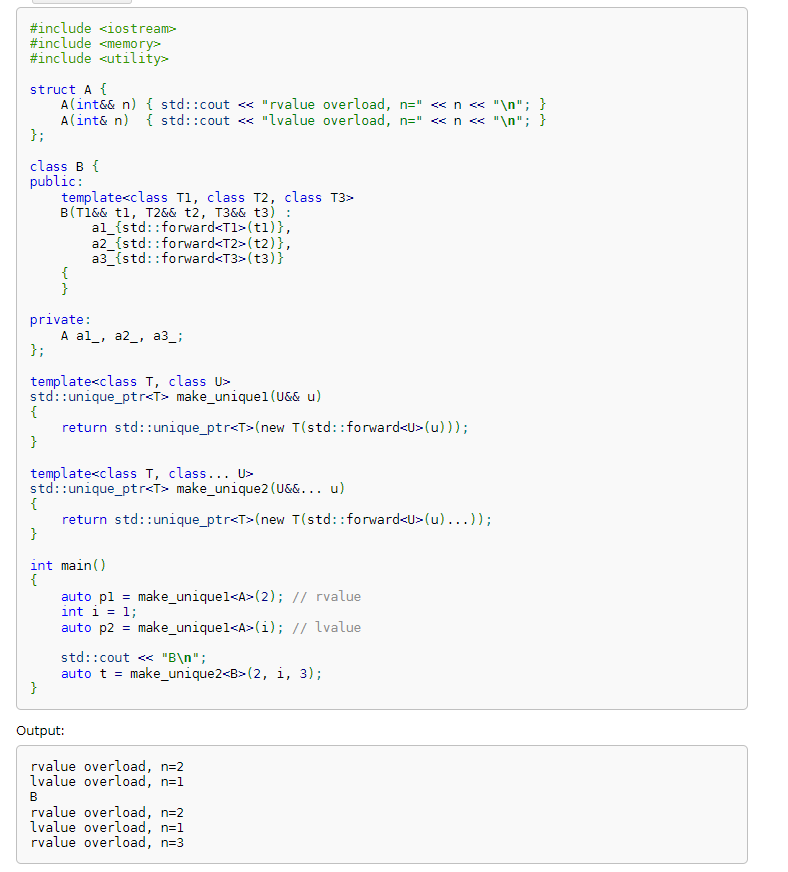 #include <iostream>
#include <memory>
#include <utility>

struct A {
    A(int&& n) { std::cout << "rvalue overload, n=" << n << "\n"; }
    A(int& n)  { std::cout << "lvalue overload, n=" << n << "\n"; }
};

class B {
public:
    template<class T1, class T2, class T3>
    B(T1&& t1, T2&& t2, T3&& t3) :
        a1_{std::forward<T1>(t1)},
        a2_{std::forward<T2>(t2)},
        a3_{std::forward<T3>(t3)}
    {
    }

private:
    A a1_, a2_, a3_;
};

template<class T, class U>
std::unique_ptr<T> make_unique1(U&& u)
{
    return std::unique_ptr<T>(new T(std::forward<U>(u)));
}

template<class T, class... U>
std::unique_ptr<T> make_unique2(U&&... u)
{
    return std::unique_ptr<T>(new T(std::forward<U>(u)...));
}

int main()
{
    auto p1 = make_unique1<A>(2); // rvalue
    int i = 1;
    auto p2 = make_unique1<A>(i); // lvalue

    std::cout << "B\n";
    auto t = make_unique2<B>(2, i, 3);
}

Output:

rvalue overload, n=2
lvalue overload, n=1
B
rvalue overload, n=2
lvalue overload, n=1
rvalue overload, n=3